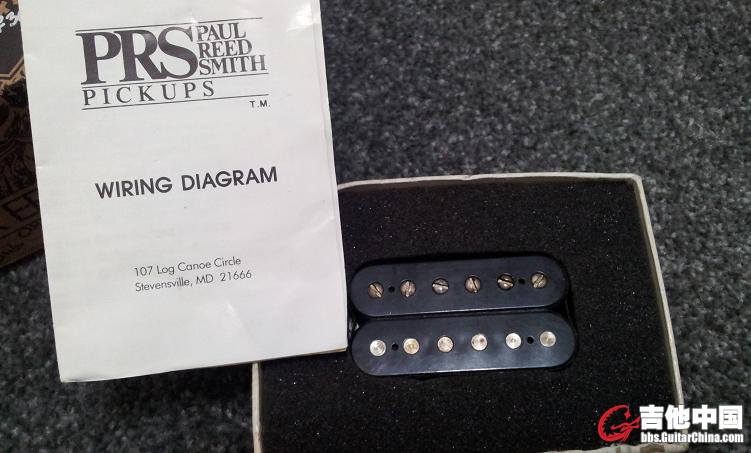 PRS PAUL
REED
SMITH
PICKUPS
T.M.
WIRING DIAGRAM
107 Log Canoe Circle
Stevensville, MD 21666
吉他中国
bbs.GuitarChina.com